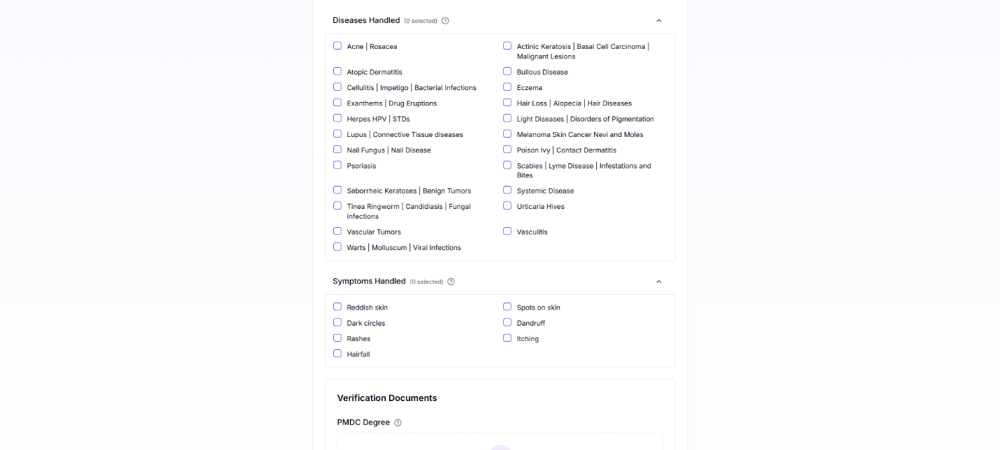 Diseases Handled (0 selected)
Acne | Rosacea
Actinic Keratosis | Basal Cell Carcinoma |
Malignant Lesions
Atopic Dermatitis
Bullous Disease
Cellulitis | Impetigo | Bacterial Infections
Eczema
Exanthems | Drug Eruptions
Hair Loss | Alopecia | Hair Diseases
Herpes HPV | STDs
Light Diseases | Disorders of Pigmentation
Lupus | Connective Tissue diseases
Melanoma Skin Cancer Nevi and Moles
Nail Fungus | Nail Disease
Poison Ivy | Contact Dermatitis
Psoriasis
Scabies | Lyme Disease | Infestations and
Bites
Seborrheic Keratoses | Benign Tumors
Systemic Disease
Tinea Ringworm | Candidiasis | Fungal
Infections
Urticaria Hives
Vascular Tumors
Vasculitis
Warts | Molluscum | Viral Infections
Symptoms Handled (0 selected)
Reddish skin
Spots on skin
Dark circles
Dandruff
Rashes
Itching
Hairfall
Verification Documents
PMDC Degree